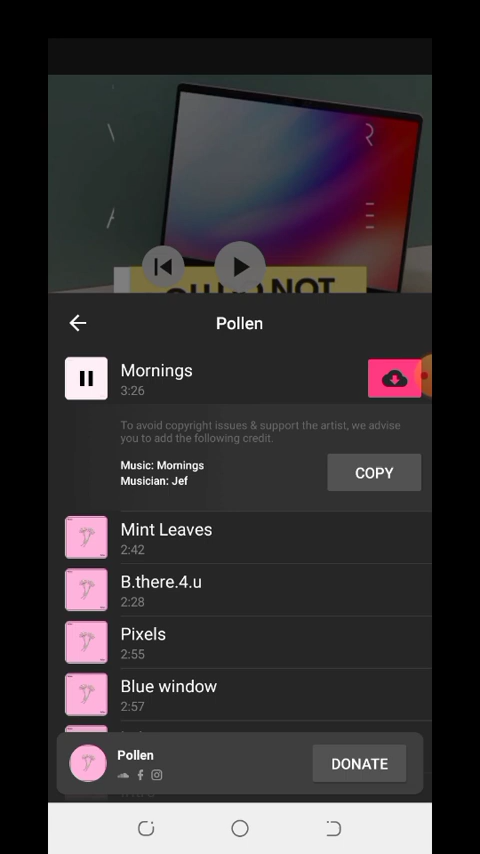 NOT
Pollen
Mornings
3:26
To avoid copyright issues & support the artist, we advise
you to add the following credit.
Music: Mornings
Musician: Jef
COPY
Mint Leaves
2:42
B.there.4.u
2:28
Pixels
2:55
Blue window
2:57
Pollen
DONATE